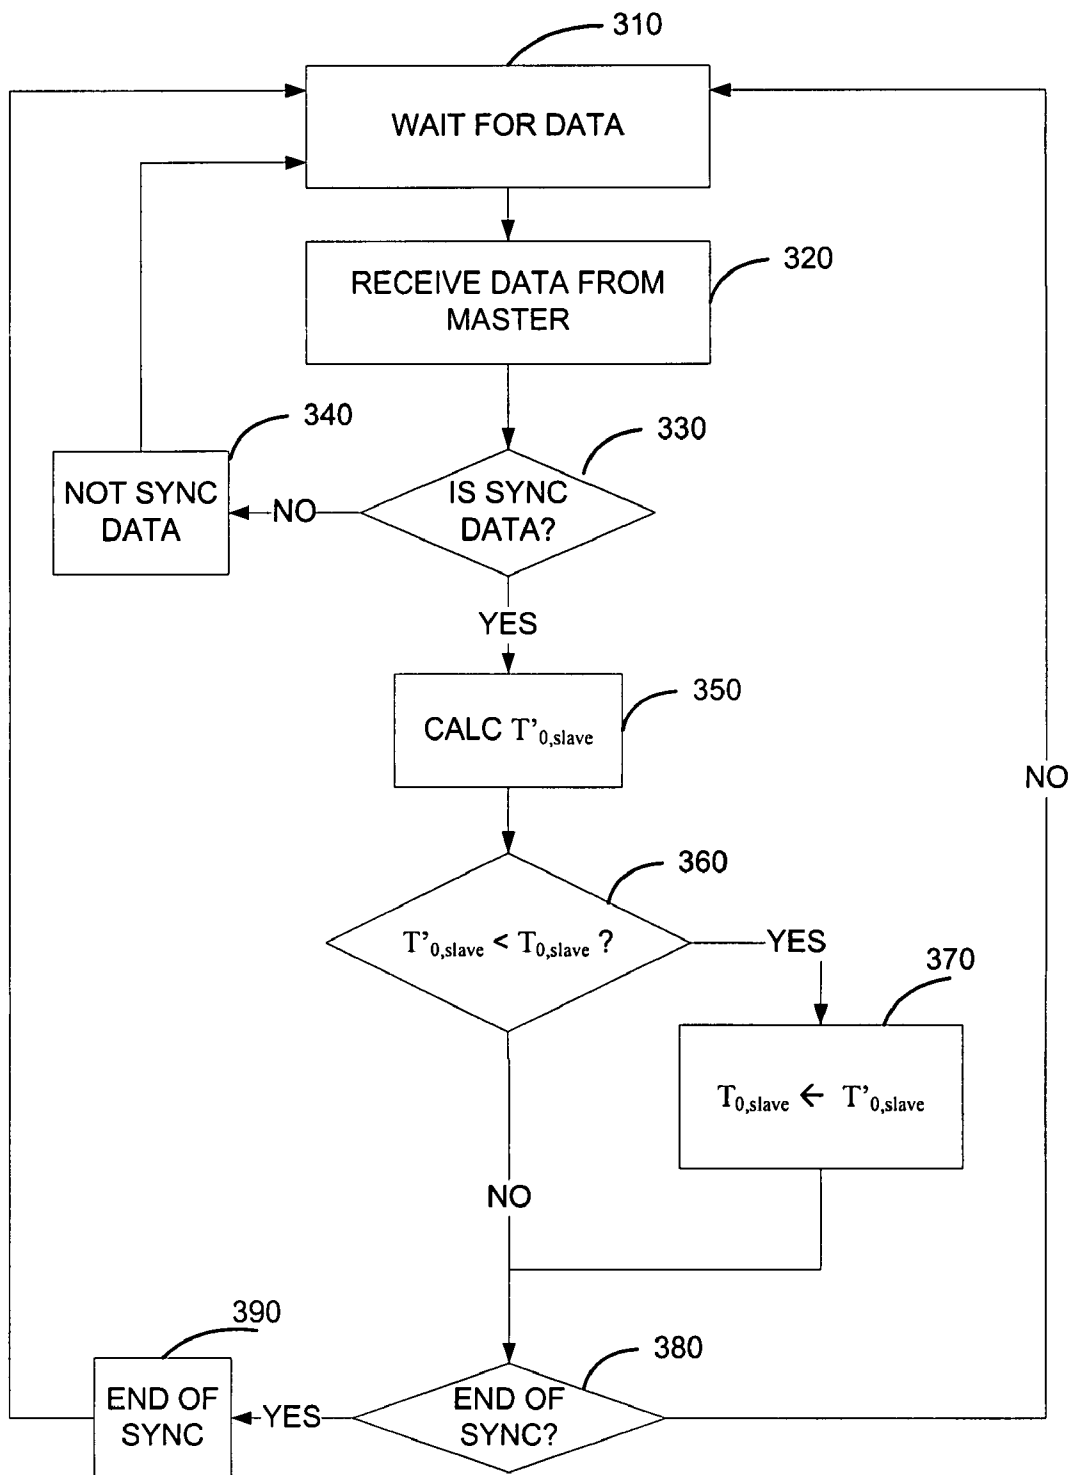 310
WAIT FOR DATA
320
RECEIVE DATA FROM
MASTER
340
330
NOT SYNC
DATA
NO
IS SYNC
DATA?
YES
350
CALC T'0,slave
NO
360
T'0,slave < T0,slave ?
YES
370
T0,slave ← T'0,slave
NO
390
380
END OF
SYNC
YES
END OF
SYNC?